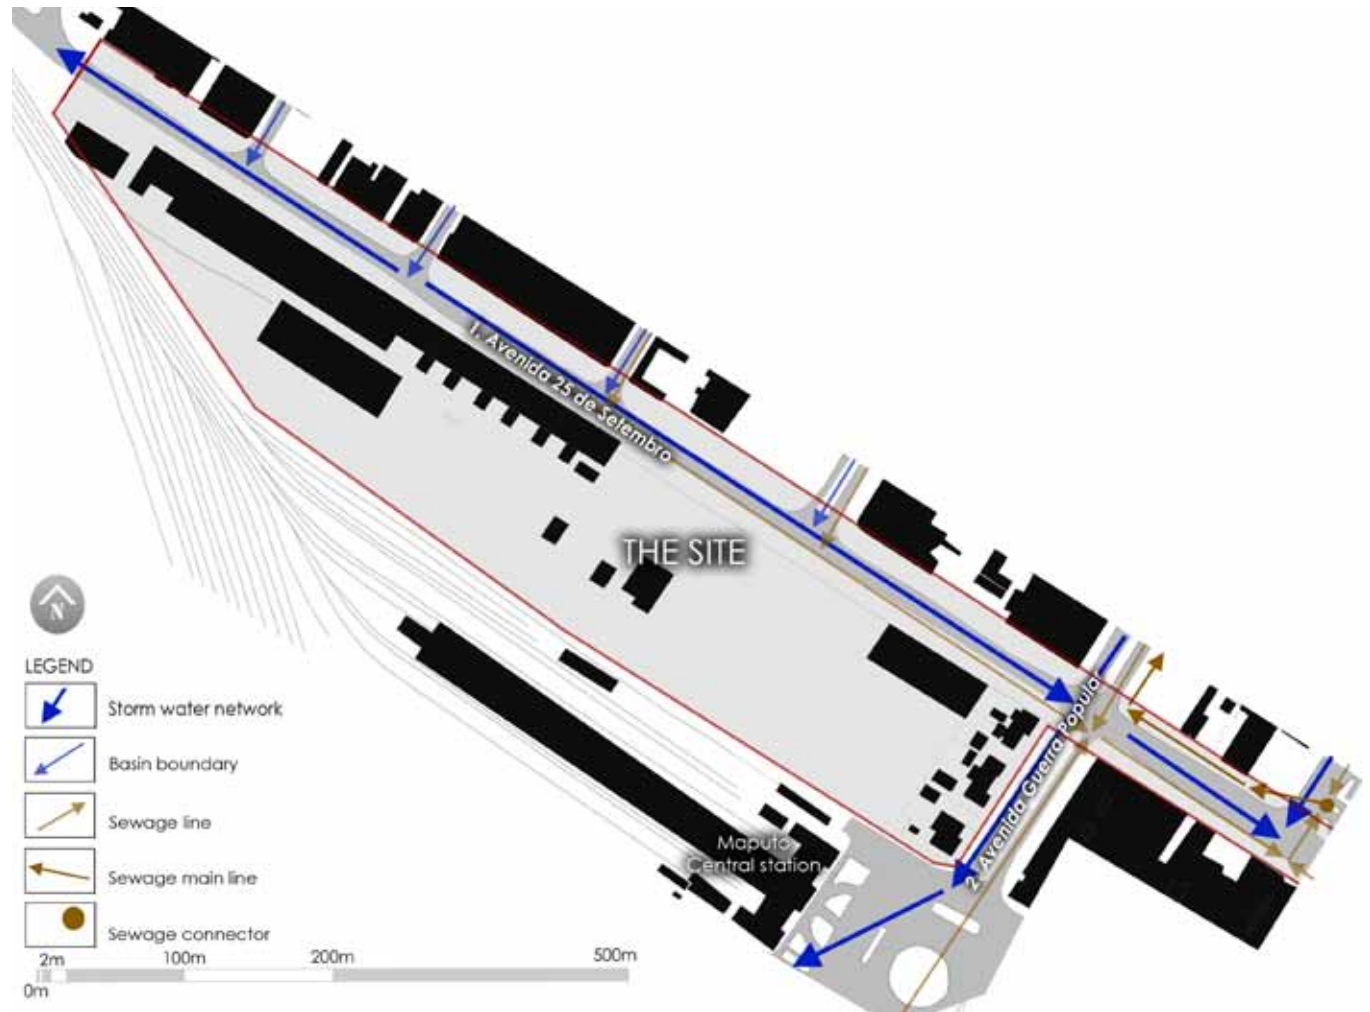 1. Avenida 25 de Setembro
THE SITE
N
LEGEND
Storm water network
Basin boundary
Sewage line
Sewage main line
Sewage connector
2. Avenida Guerra Popula
Maputo
Central station
2m
100m
200m
500m
0m